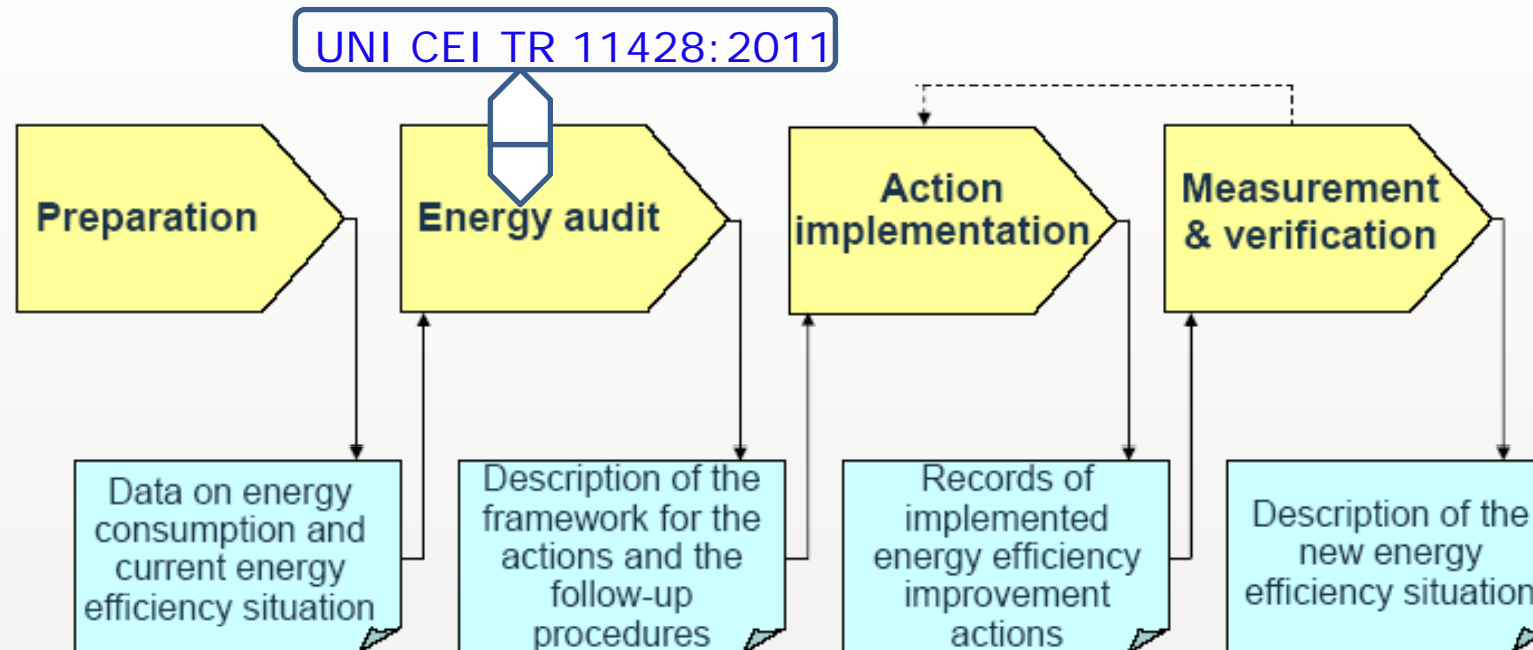 UNI CEI TR 11428:2011
Preparation
Energy audit
Action
implementation
Measurement
& verification
Data on energy
consumption and
current energy
efficiency situation
Description of the
framework for the
actions and the
follow-up
procedures
Records of
implemented
energy efficiency
improvement
actions
Description of the
new energy
efficiency situation